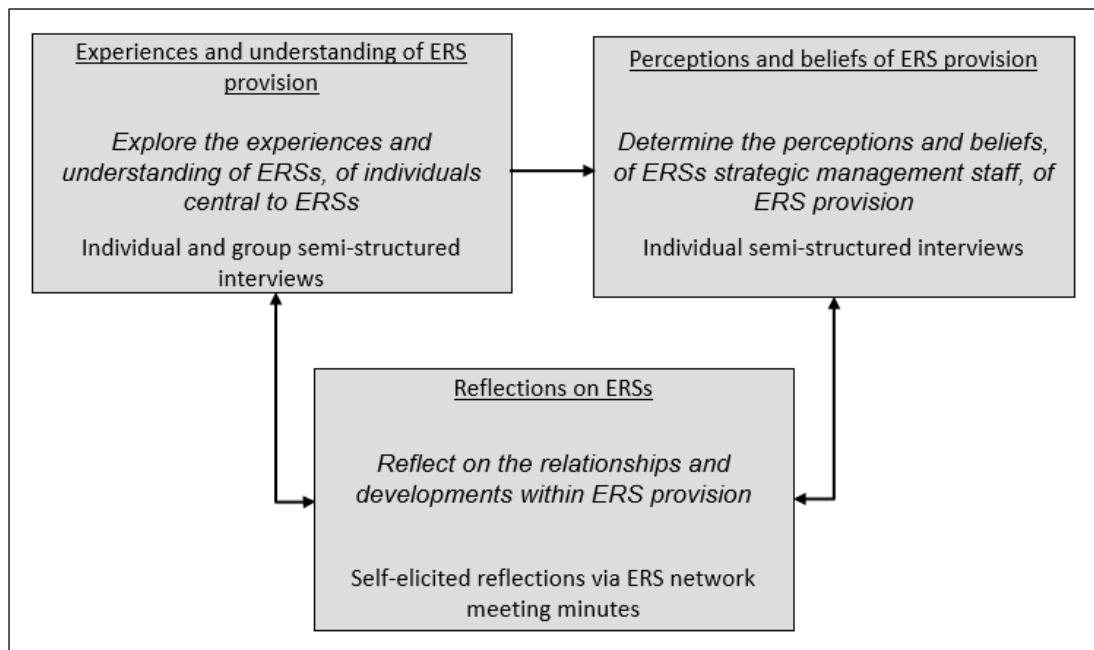 Experiences and understanding of ERS
provision
Explore the experiences and
understanding of ERSs, of individuals
central to ERSs
Individual and group semi-structured
interviews
Perceptions and beliefs of ERS provision
Determine the perceptions and beliefs,
of ERSs strategic management staff, of
ERS provision
Individual semi-structured interviews
Reflections on ERSs
Reflect on the relationships and
developments within ERS provision
Self-elicited reflections via ERS network
meeting minutes